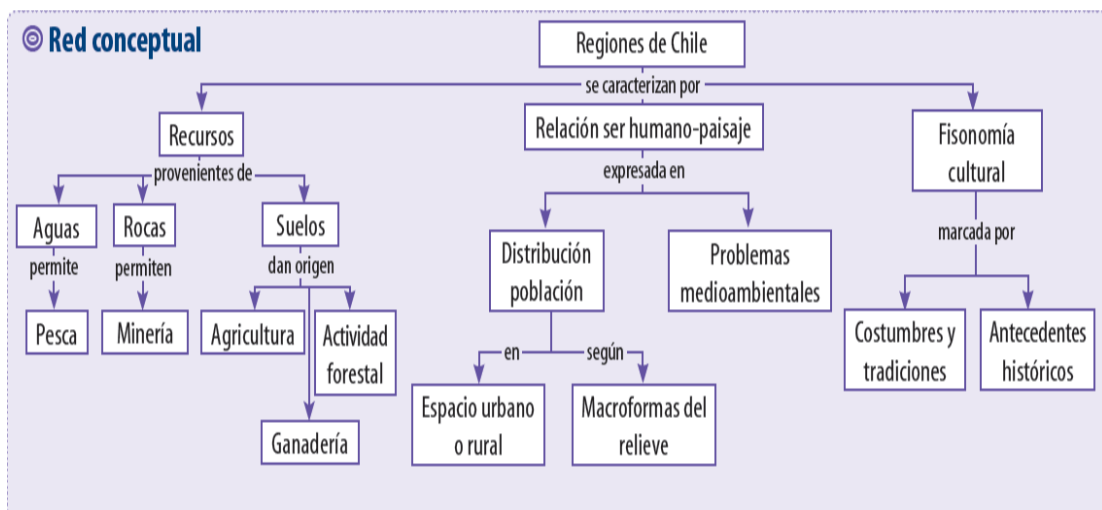 Red conceptual
Regiones de Chile
se caracterizan por
Recursos
Relación ser humano-paisaje
Fisonomía
cultural
provenientes de
expresada en
marcada por
Aguas
Rocas
Suelos
permite
permiten
dan origen
Pesca
Minería
Agricultura
Actividad
forestal
Ganadería
Distribución
población
Problemas
medioambientales
en
según
Espacio urbano
o rural
Macroformas del
relieve
Costumbres y
tradiciones
Antecedentes
históricos